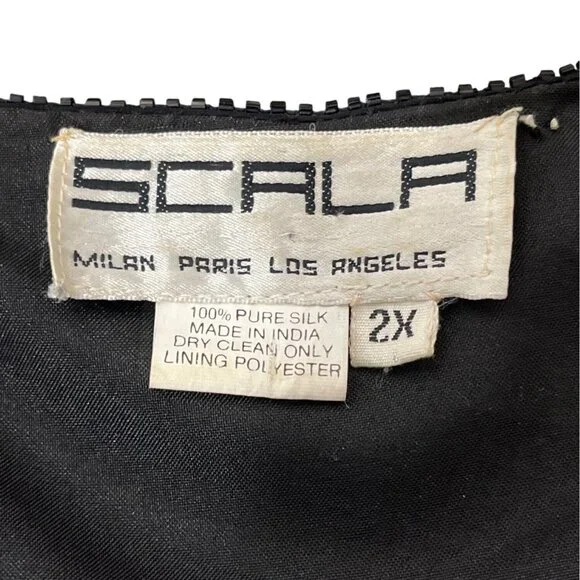 SCALA
MILAN PARIS LOS ANGELES
100% PURE SILK
MADE IN INDIA
DRY CLEAN ONLY
LINING POLYESTER
2X